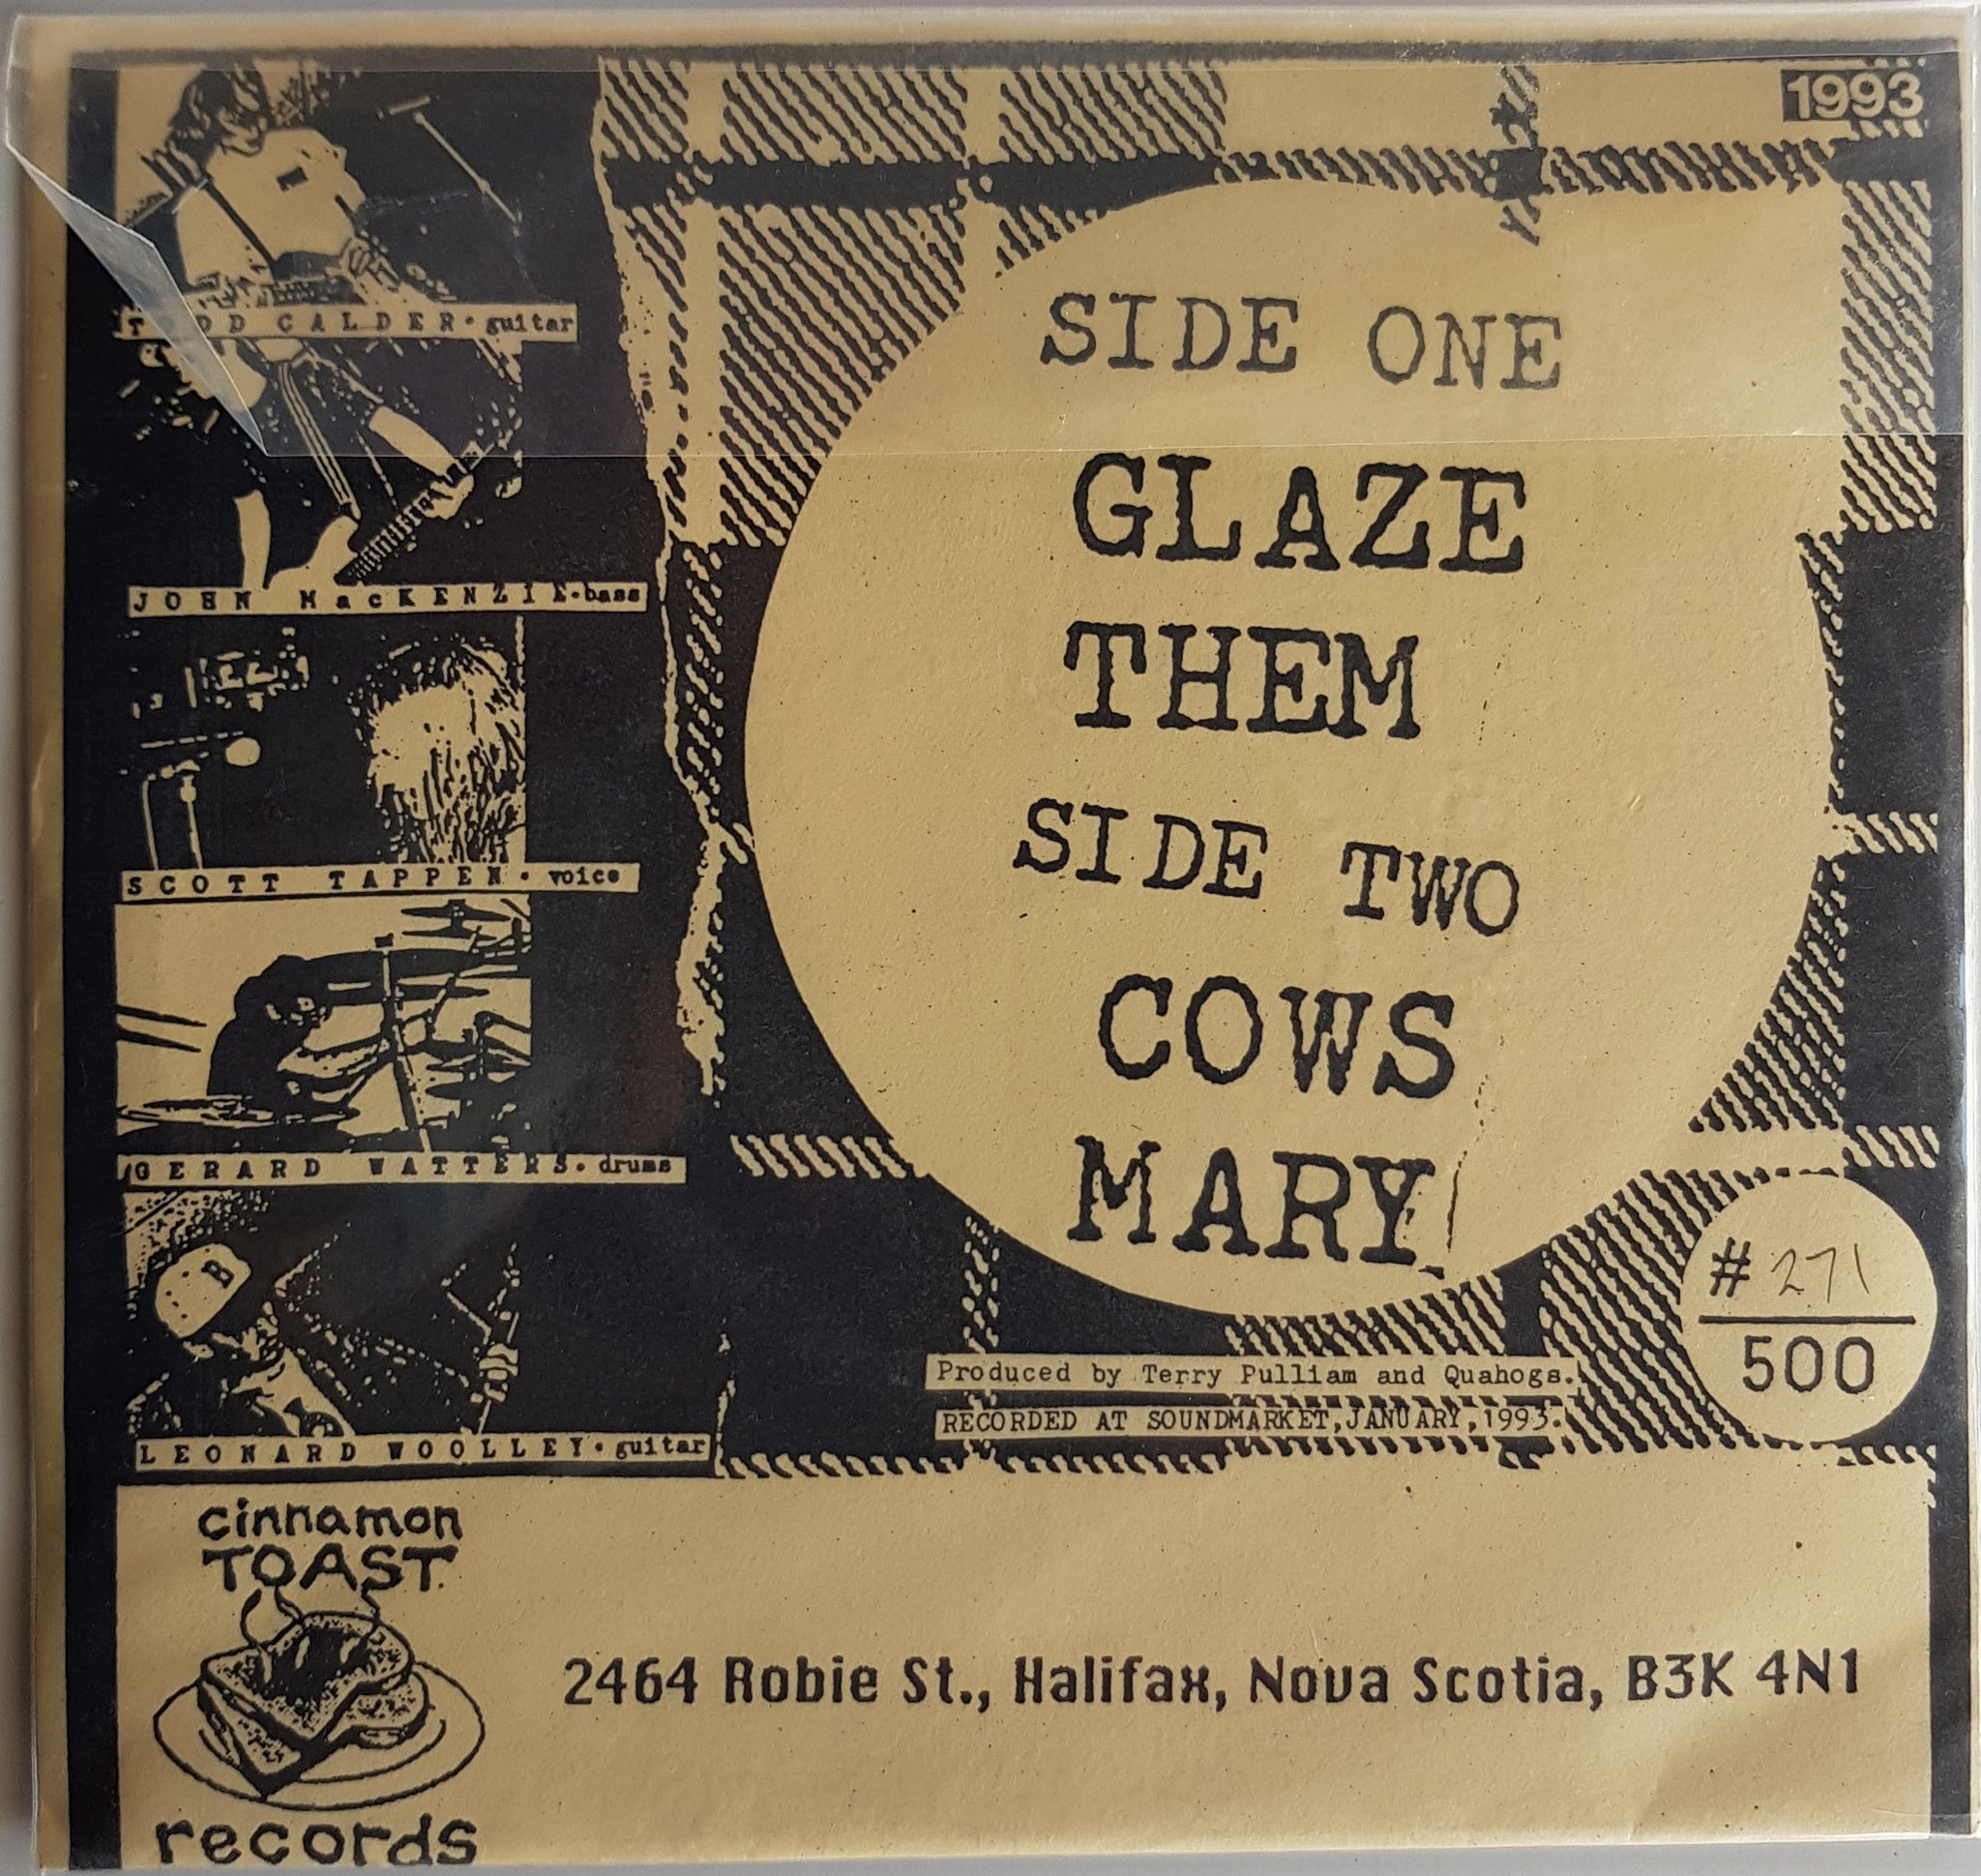 1993
TODD CALDER • guitar
JOHN MacKENZIE • bass
SCOTT TAPPEN • voice
GERARD WATTERS • drums
B
LEONARD WOOLLEY • guitar
SIDE ONE
GLAZE
THEM
SIDE TWO
COWS
MARY
# 271
500
Produced by Terry Pulliam and Quahogs.
RECORDED AT SOUNDMARKET, JANUARY, 1993.
cinnamon
TOAST
records
2464 Robie St., Halifax, Nova Scotia, B3K 4N1